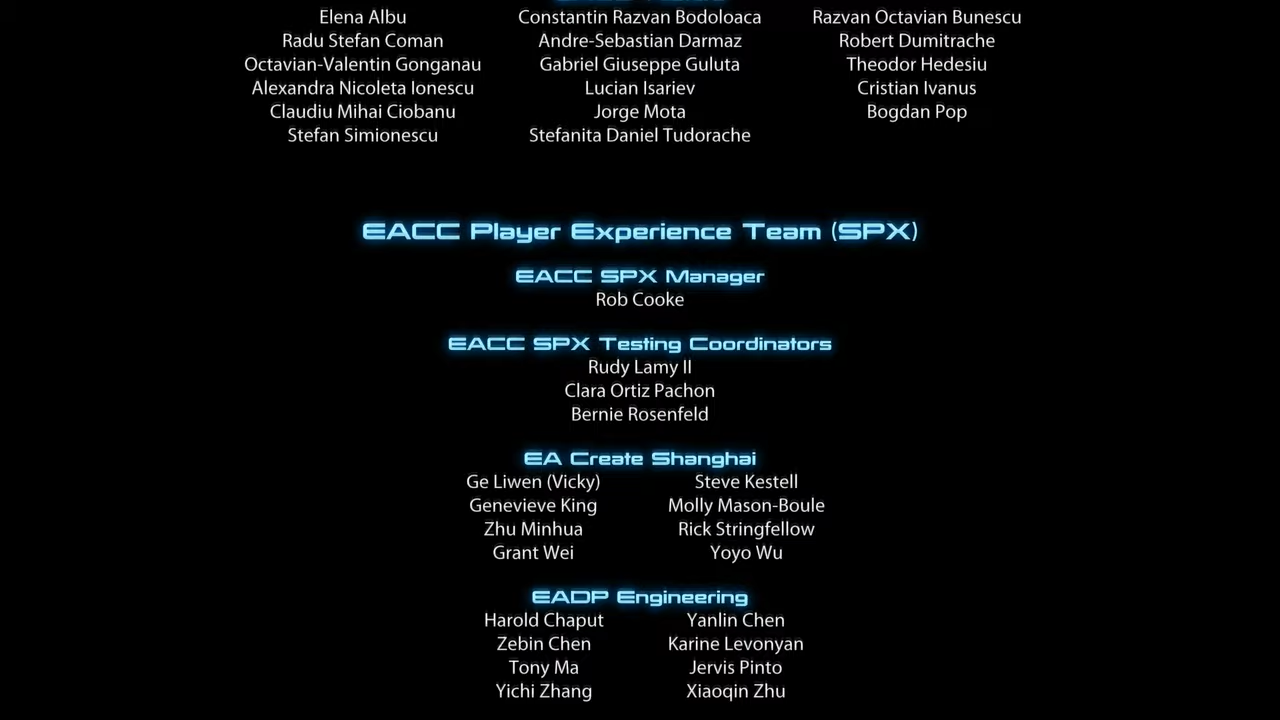 Elena Albu Constantin Razvan Bodoloaca Razvan Octavian Bunescu
Radu Stefan Coman Andre-Sebastian Darmaz Robert Dumitrache
Octavian-Valentin Gonganau Gabriel Giuseppe Guluta Theodor Hedesiu
Alexandra Nicoleta Ionescu Lucian Isariev Cristian Ivanus
Claudiu Mihai Ciobanu Jorge Mota Bogdan Pop
Stefan Simionescu Stefanita Daniel Tudorache
EACC Player Experience Team (SPX)
EACC SPX Manager
Rob Cooke
EACC SPX Testing Coordinators
Rudy Lamy II
Clara Ortiz Pachon
Bernie Rosenfeld
EA Create Shanghai
Ge Liwen (Vicky) Steve Kestell
Genevieve King Molly Mason-Boule
Zhu Minhua Rick Stringfellow
Grant Wei Yoyo Wu
EADP Engineering
Harold Chaput Yanlin Chen
Zebin Chen Karine Levonyan
Tony Ma Jervis Pinto
Yichi Zhang Xiaoqin Zhu